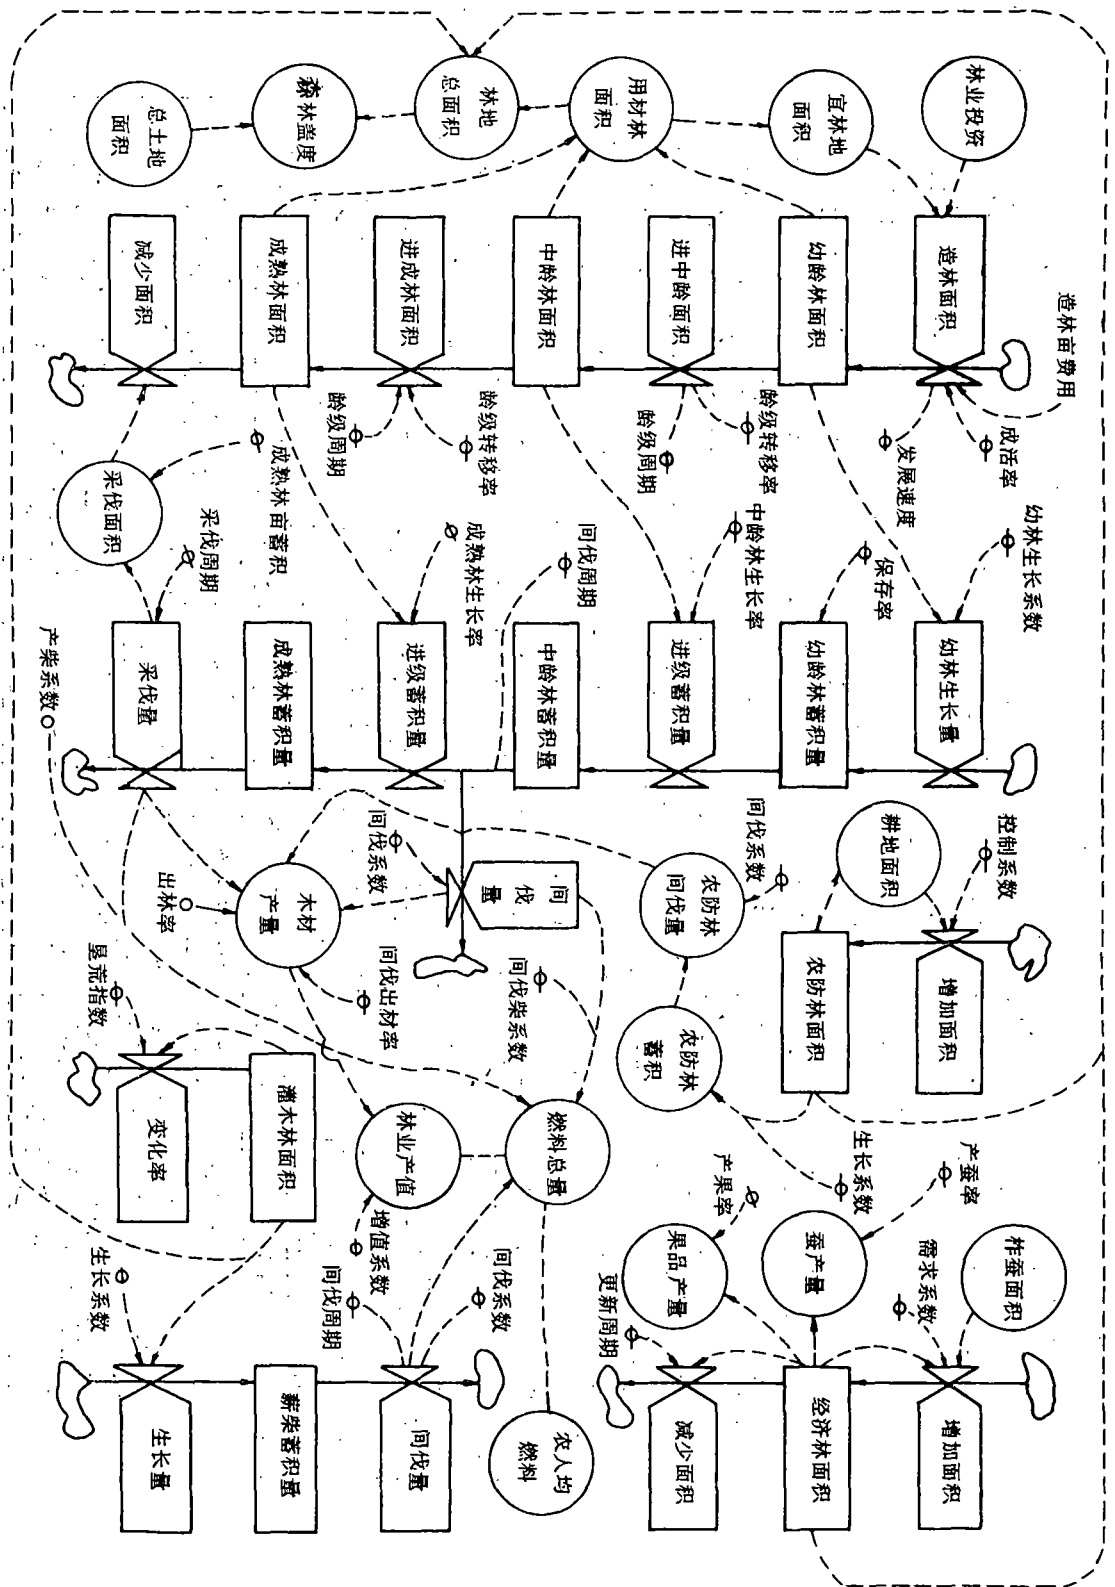 造林亩费用
幼林生长系数
成活率
控制系数
柞蚕面积
林业投资
产蚕率
造林面积
幼林生长量
增加面积
增加面积
需求系数
发展速度
保存率
耕地面积
生长系数
宜林地
面积
幼龄林面积
幼龄林蓄积量
农防林面积
蚕产量
经济林面积
龄级转移率
中龄林生长率
间伐系数
产果率
进中龄面积
进级蓄积量
农防林
间伐量
农防林
蓄积
果品产量
减少面积
龄级周期
用材林
面积
更新周期
间伐周期
中龄林面积
中龄林蓄积量
间
伐
量
燃料总量
农人均
燃料
间伐柴系数
间伐系数
龄级转移率
林地
总面积
成熟林生长率
进成林面积
进级蓄积量
林业产值
间伐量
间伐出材率
间伐系数
增值系数
龄级周期
间伐周期
森林盖度
成熟林面积
成熟林蓄积量
木材
产量
灌木林面积
薪柴蓄积量
成熟林亩蓄积
采伐周期
出林率
总土地
面积
减少面积
采伐量
变化率
生长量
采伐面积
垦荒指数
生长系数
产柴系数